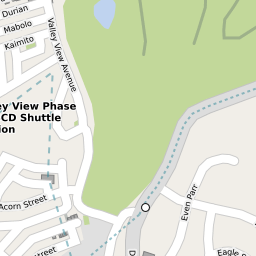 Durian
Mabolo
Kaimito
Valley View Avenue
ey View Phase
CD Shuttle
ion
Acorn Street
Even Parr
Eagle
D